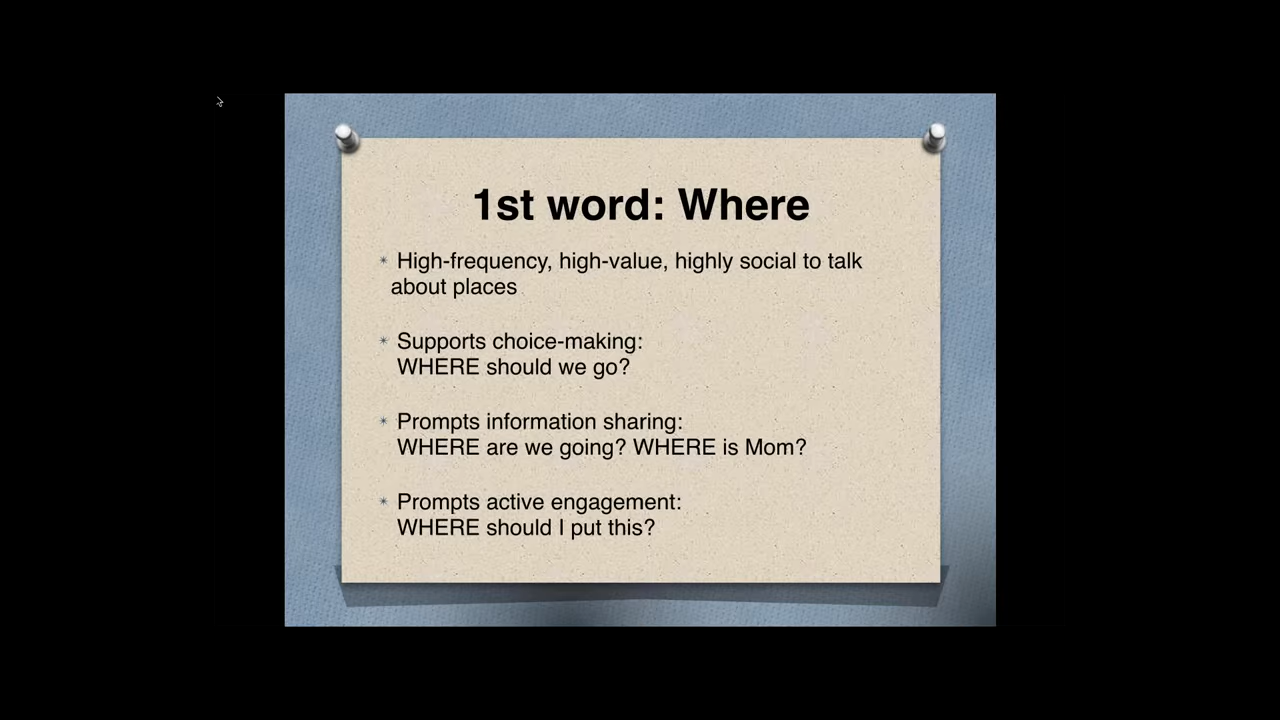 1st word: Where
* High-frequency, high-value, highly social to talk
about places
* Supports choice-making:
WHERE should we go?
* Prompts information sharing:
WHERE are we going? WHERE is Mom?
* Prompts active engagement:
WHERE should I put this?